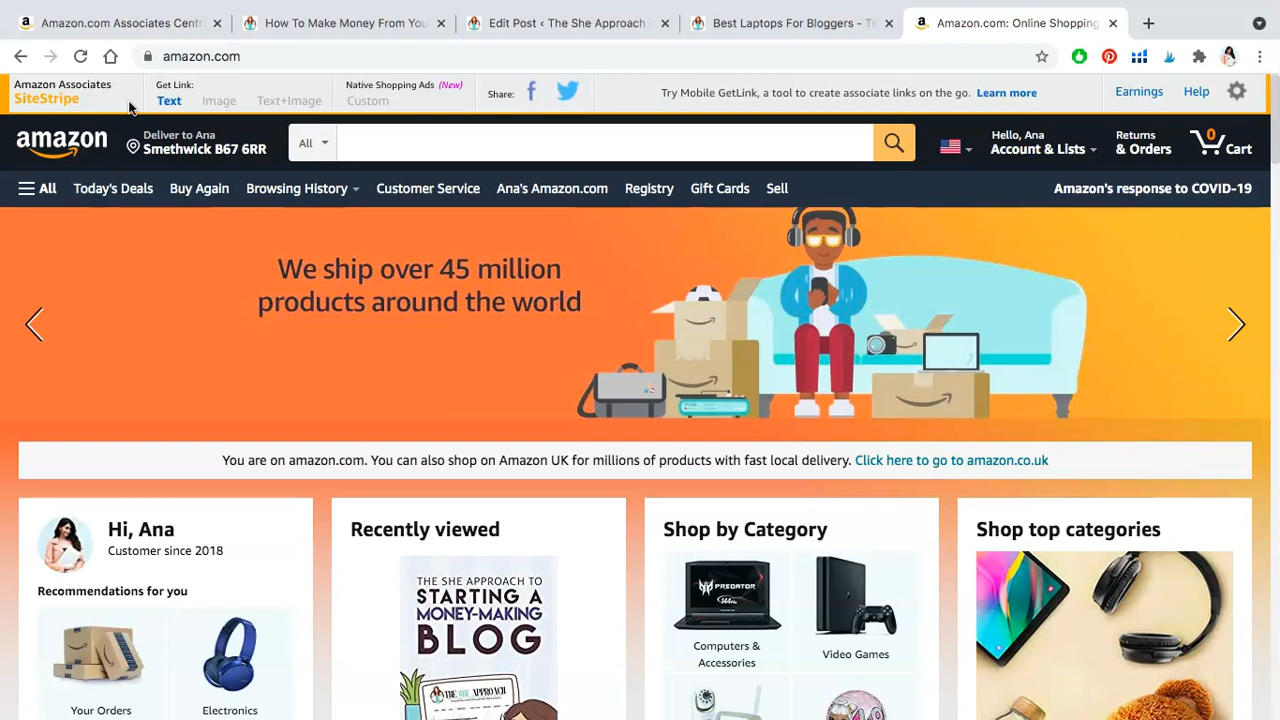 Amazon.com Associates Cent
How To Make Money From You
Edit Post ‹ The She Approach
Best Laptops For Bloggers - To
Amazon.com: Online Shopping
amazon.com
Amazon Associates
SiteStripe
Get Link:
Text Image Text+Image
Native Shopping Ads (New)
Custom
Share:
Try Mobile GetLink, a tool to create associate links on the go. Learn more
Earnings Help
amazon
Deliver to Ana
Smethwick B67 6RR
All
Hello, Ana
Account & Lists
Returns
& Orders
0
Cart
All Today's Deals Buy Again Browsing History Customer Service Ana's Amazon.com Registry Gift Cards Sell Amazon's response to COVID-19
We ship over 45 million
products around the world
You are on amazon.com. You can also shop on Amazon UK for millions of products with fast local delivery. Click here to go to amazon.co.uk
Hi, Ana
Customer since 2018
Recommendations for you
Your Orders
Electronics
Recently viewed
THE SHE APPROACH TO
STARTING A
MONEY-MAKING
BLOG
THE SHE APPROACH
Shop by Category
PREDATOR
Computers &
Accessories
Video Games
Shop top categories